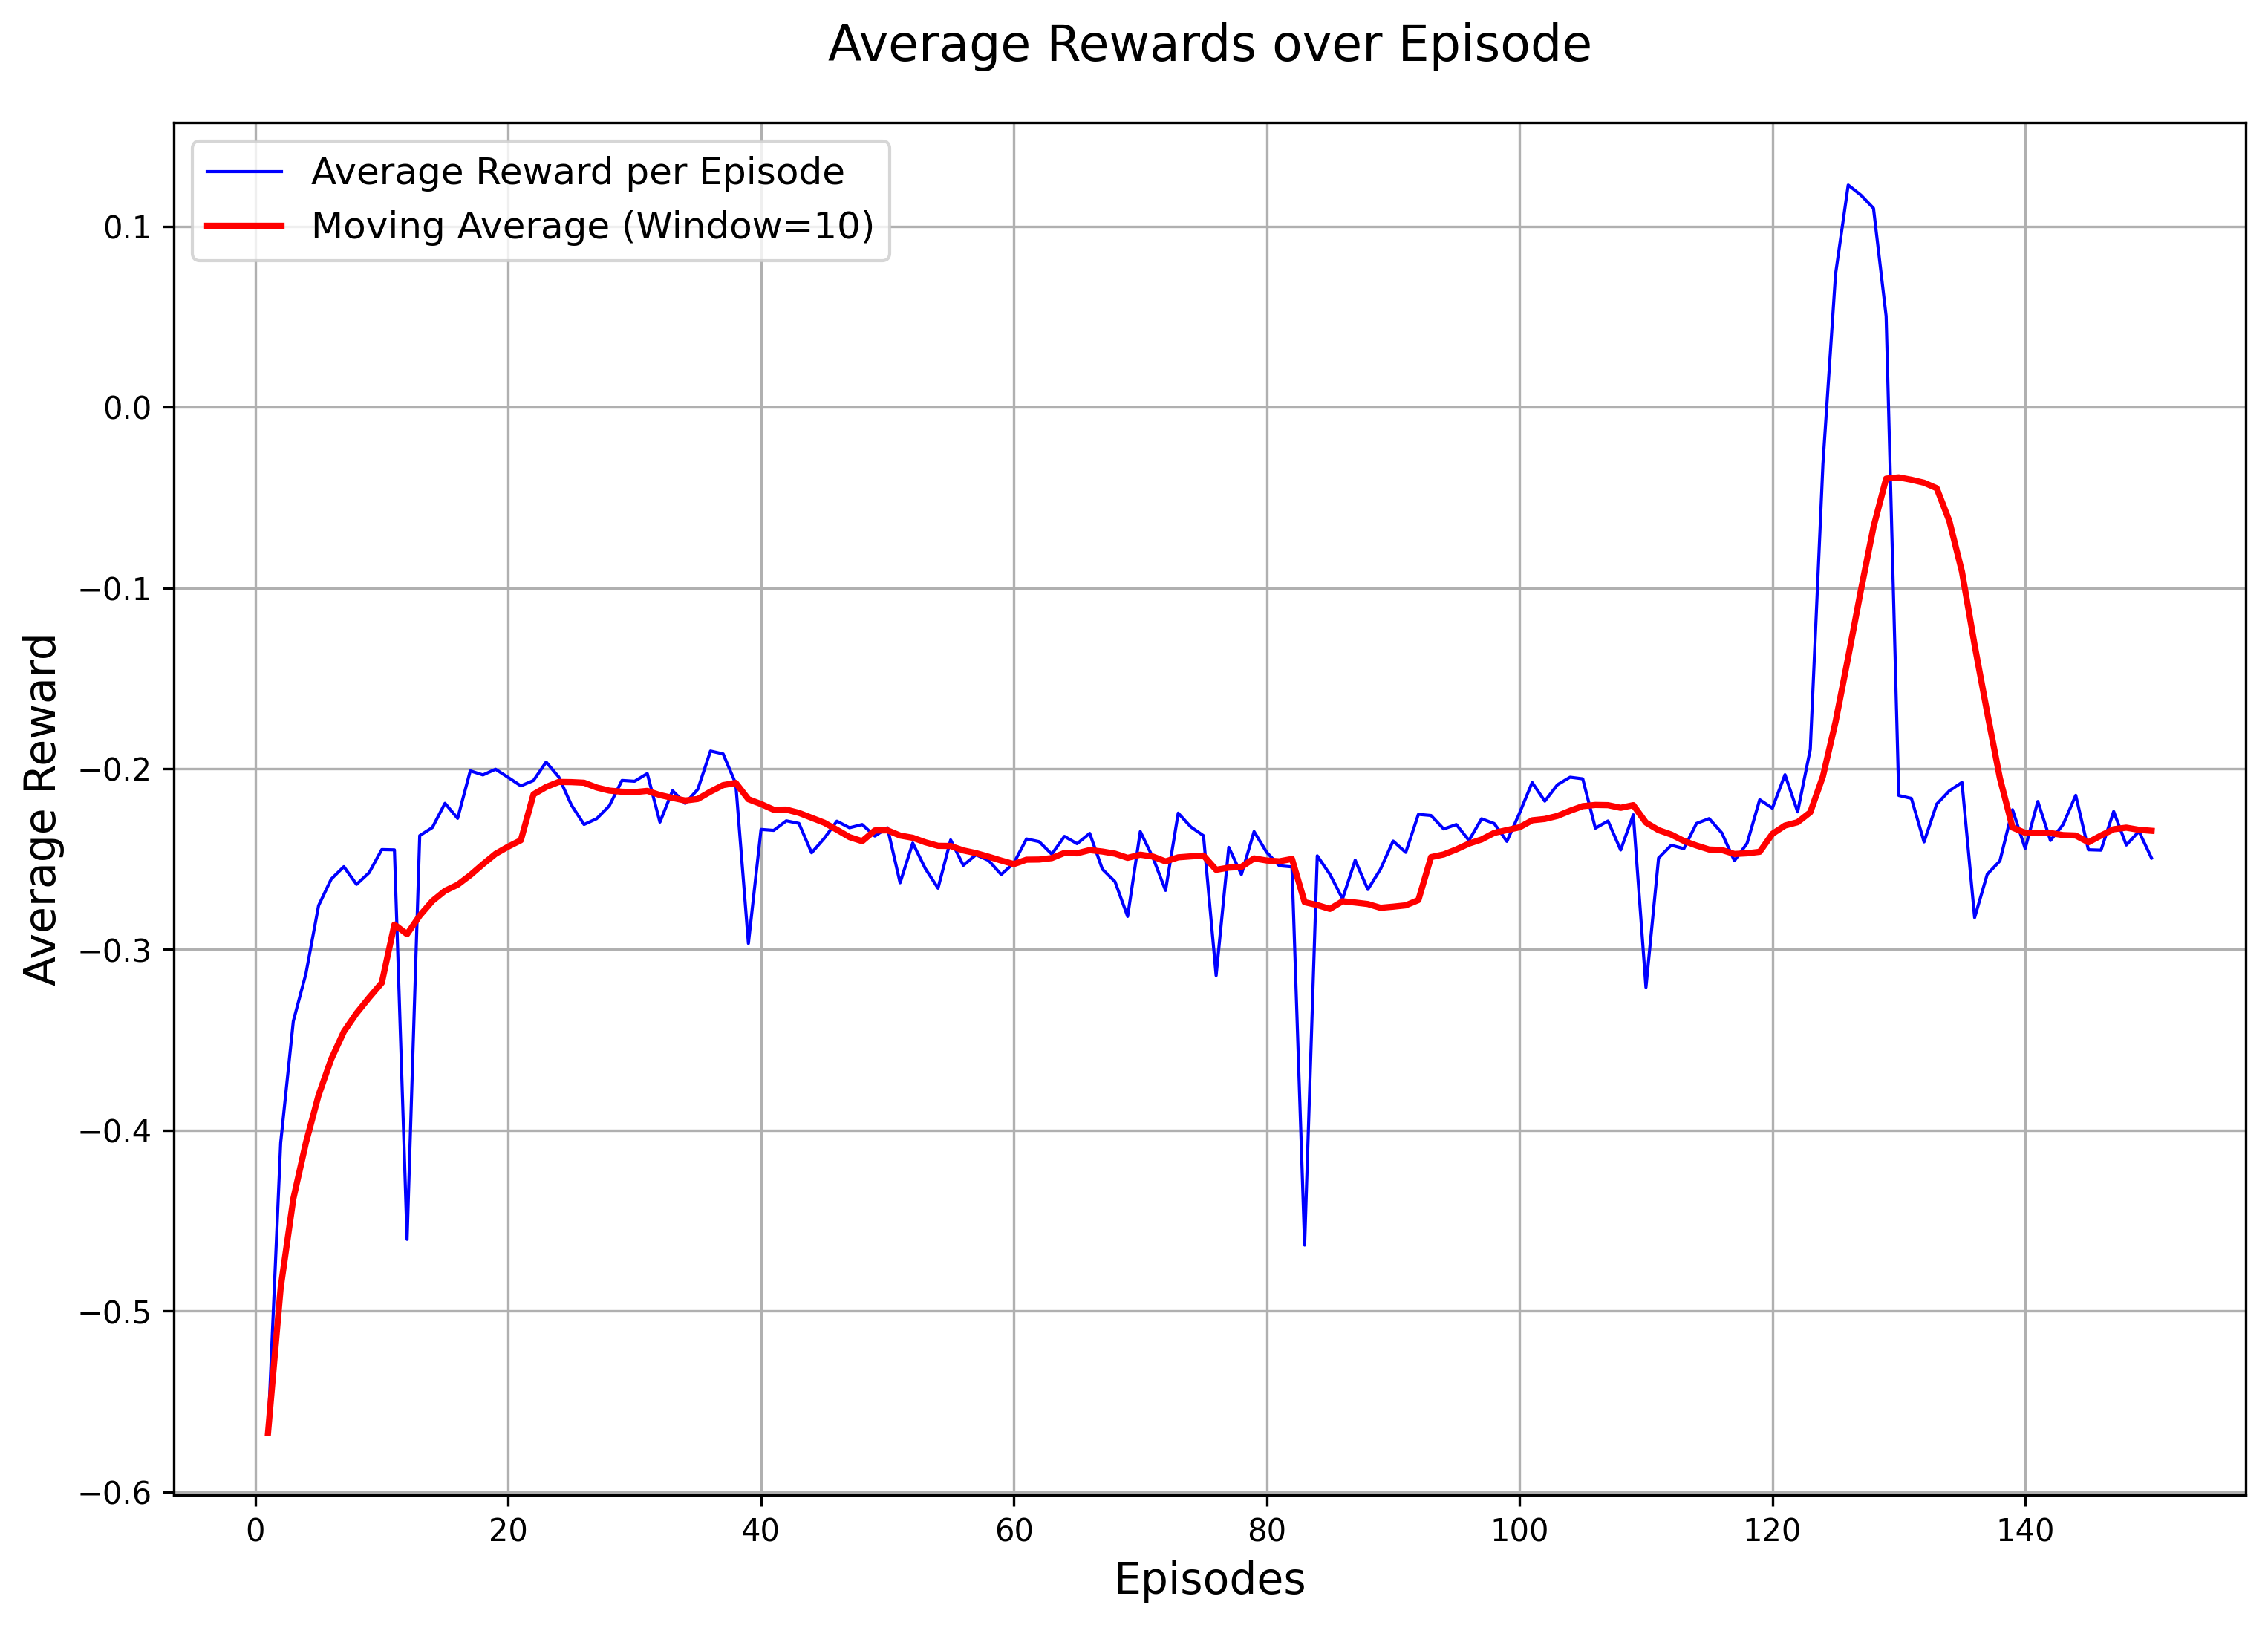 Average Rewards over Episode
Average Reward per Episode
Moving Average (Window=10)
Average Reward
0.1
0.0
−0.1
−0.2
−0.3
−0.4
−0.5
−0.6
0 20 40 60 80 100 120 140
Episodes